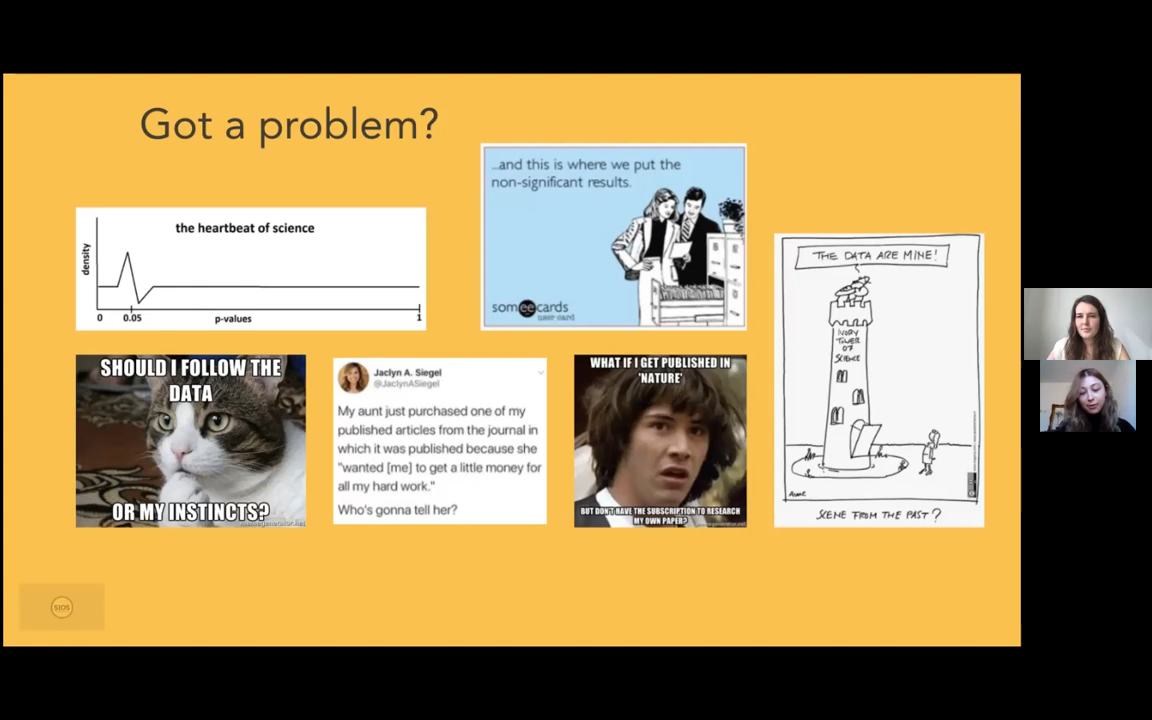 Got a problem?
the heartbeat of science
density
0
0.05
p-values
1
...and this is where we put the
non-significant results.
someecards
user card
THE DATA ARE MINE!
IVORY
TOWER
OF
SCIENCE
SCENE FROM THE PAST?
SHOULD I FOLLOW THE
DATA
OR MY INSTINCTS?
memegenerator.net
Jaclyn A. Siegel
@JaclynASiegel
My aunt just purchased one of my
published articles from the journal in
which it was published because she
"wanted [me] to get a little money for
all my hard work."
Who's gonna tell her?
WHAT IF I GET PUBLISHED IN
'NATURE'
BUT DON'T HAVE THE SUBSCRIPTION TO RESEARCH
MY OWN PAPER?
memegenerator.net
SIOS